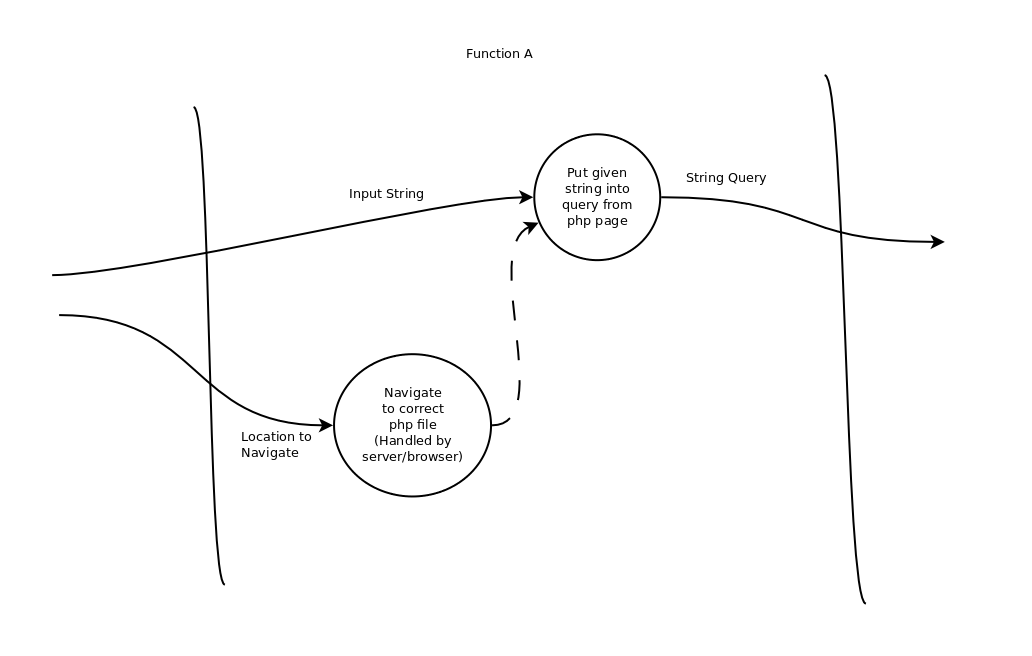 Function A
Input String
Put given
string into
query from
php page
String Query
Location to
Navigate
Navigate
to correct
php file
(Handled by
server/browser)